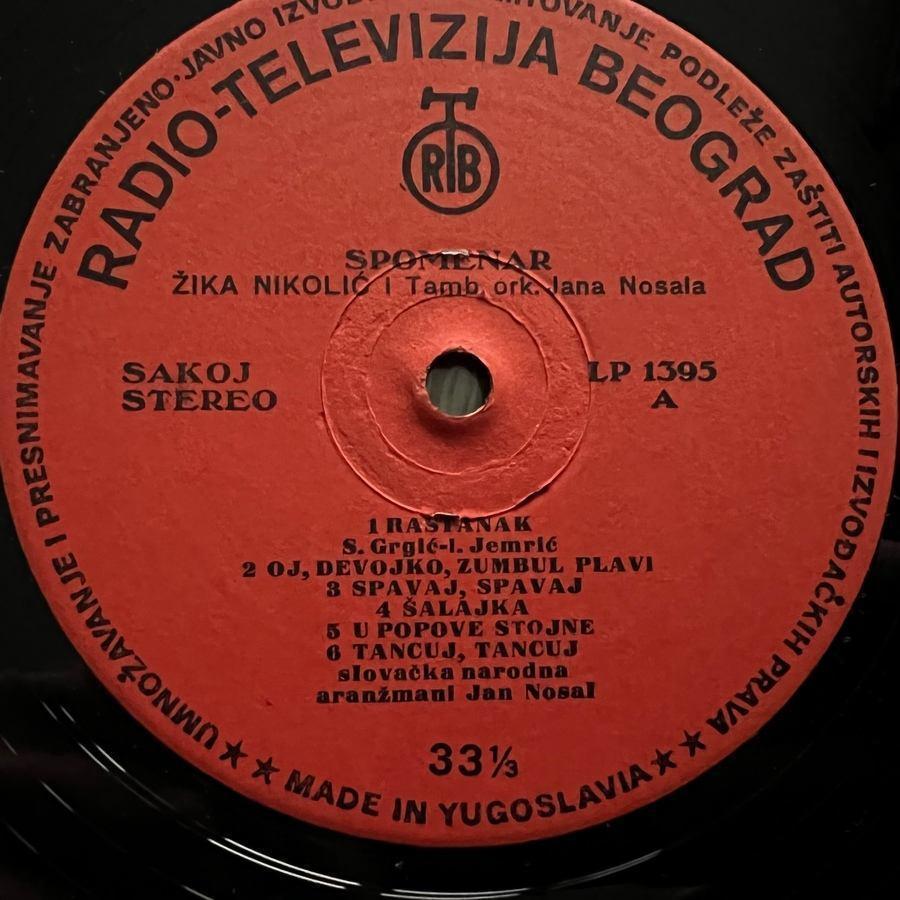 UMNOŽAVANJE I PRESNIMAVANJE ZABRANJENO·JAVNO PODLEŽE ZAŠTITI AUTORSKIH I IZVOĐAČKIH PRAVA
RADIO-TELEVIZIJA BEOGRAD
RTB
SPOMENAR
ŽIKA NIKOLIĆ i Tamb. ork. Jana Nosala
SAKOJ
STEREO
LP 1395
A
1 RASTANAK
S. Grgić-I. Jemrić
2 OJ, DEVOJKO, ZUMBUL PLAVI
3 SPAVAJ, SPAVAJ
4 ŠALAJKA
5 U POPOVE STOJNE
6 TANCUJ, TANCUJ
slovačka narodna
aranžmani Jan Nosal
33⅓
MADE IN YUGOSLAVIA